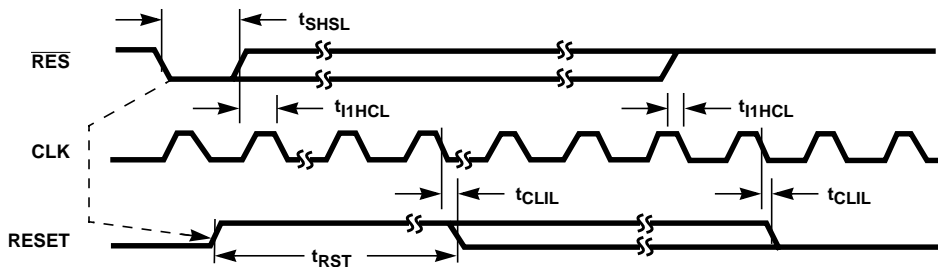 tSHSL
RES
tI1HCL
tI1HCL
CLK
tCLIL
tCLIL
RESET
tRST